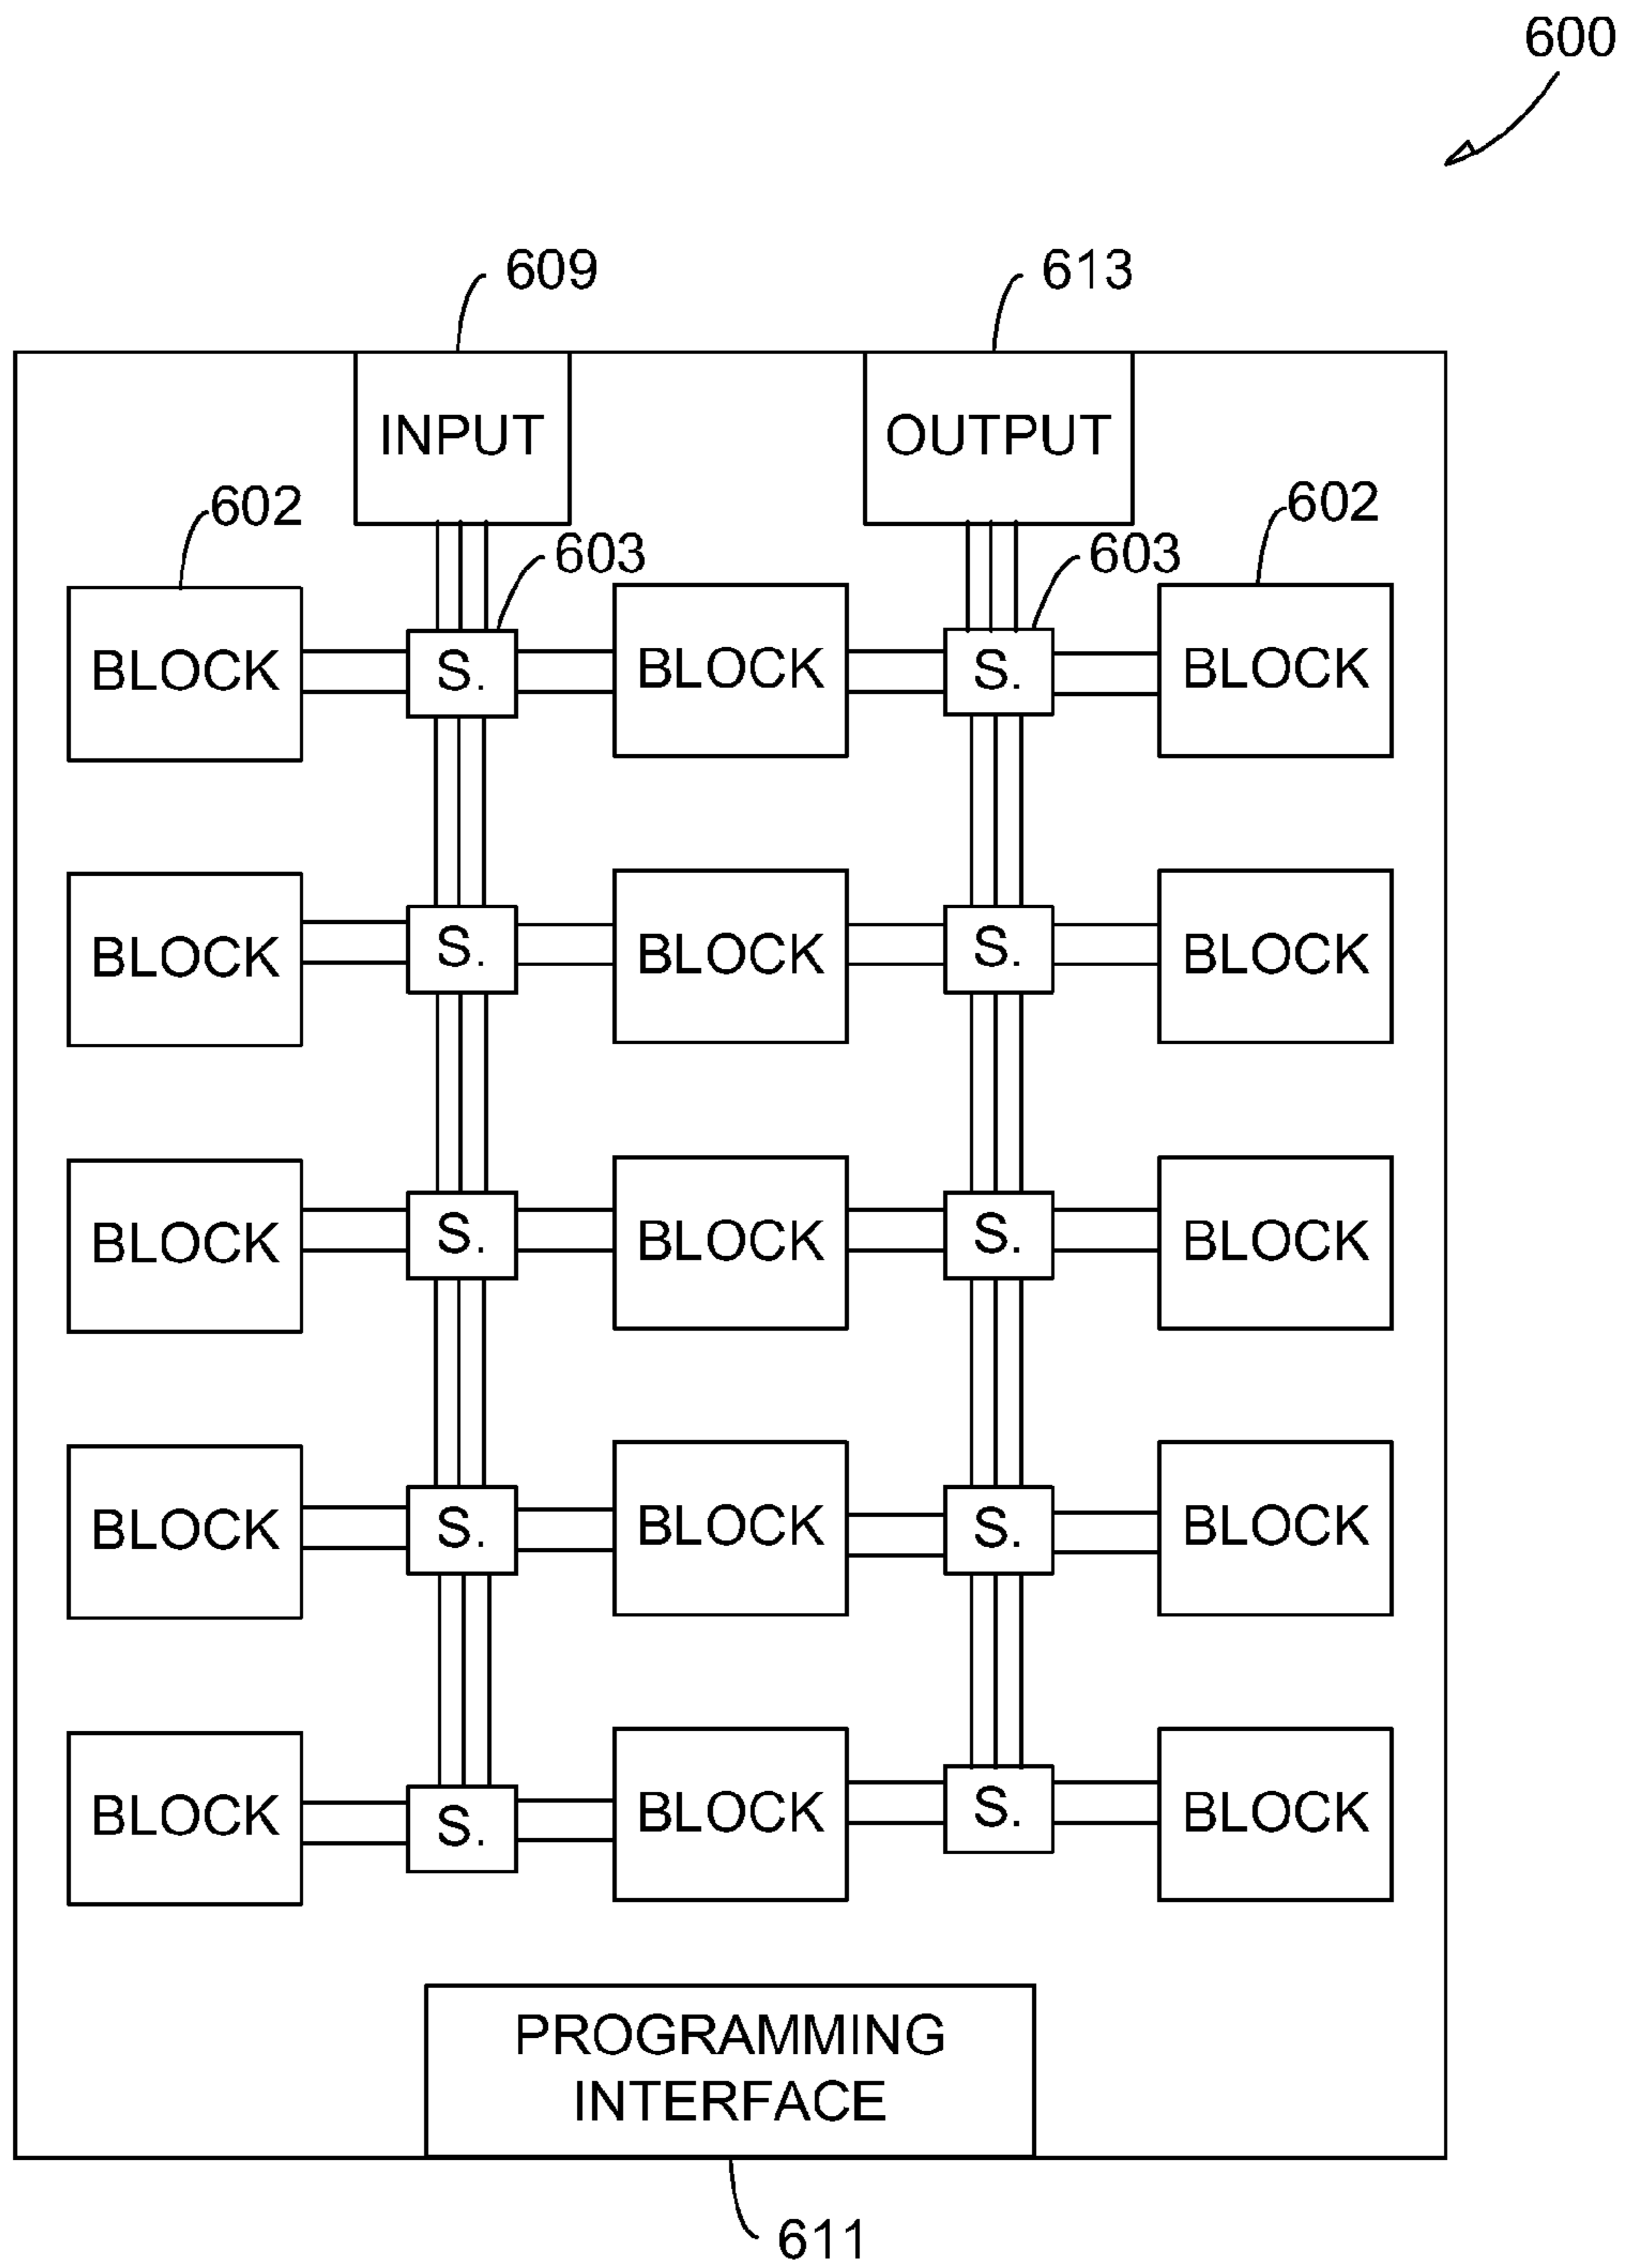 600
609
613
INPUT
OUTPUT
602
602
603
603
BLOCK
S.
BLOCK
S.
BLOCK
BLOCK
S.
BLOCK
S.
BLOCK
BLOCK
S.
BLOCK
S.
BLOCK
BLOCK
S.
BLOCK
S.
BLOCK
BLOCK
S.
BLOCK
S.
BLOCK
PROGRAMMING
INTERFACE
611